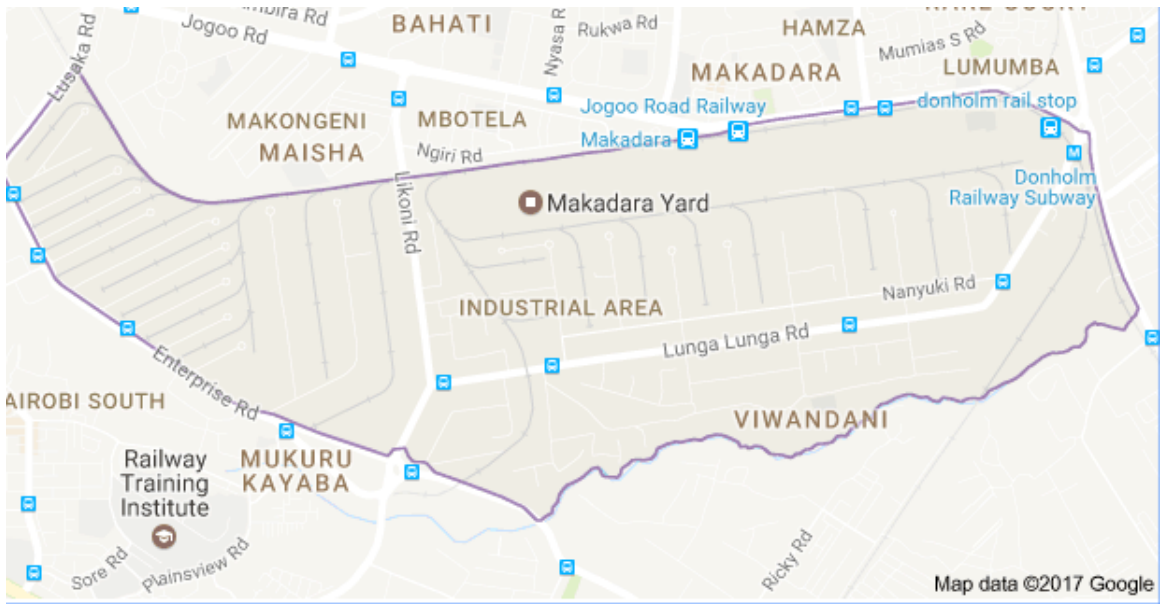 Lusaka Rd
Jogoo Rd
BAHATI
Nyasa R
Rukwa Rd
HAMZA
Mumias S Rd
MAKADARA
LUMUMBA
Jogoo Road Railway
donholm rail stop
MAKONGENI
MAISHA
MBOTELA
Makadara
Ngiri Rd
Likoni Rd
Makadara Yard
Donholm
Railway Subway
Nanyuki Rd
INDUSTRIAL AREA
Lunga Lunga Rd
Enterprise Rd
AIROBI SOUTH
VIWANDANI
Railway
Training
Institute
MUKURU
KAYABA
Sore Rd
Plainsview Rd
Ricky Rd
Map data ©2017 Google